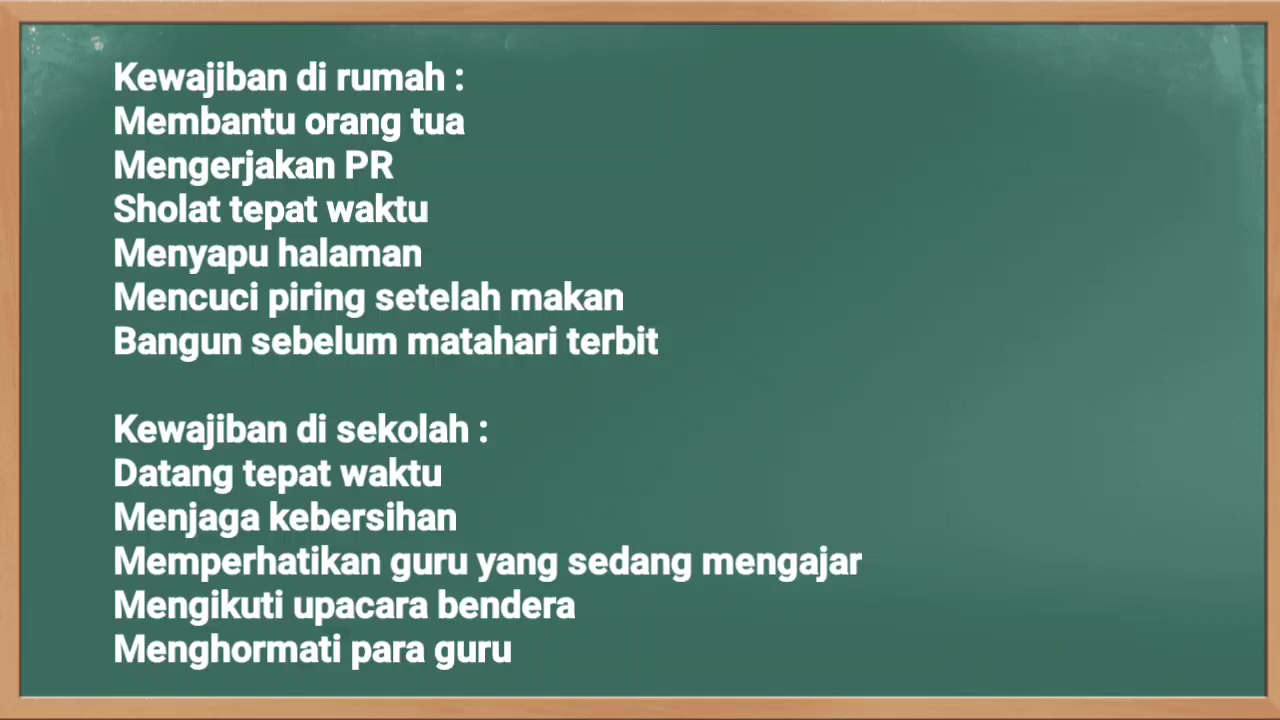 Kewajiban di rumah :
Membantu orang tua
Mengerjakan PR
Sholat tepat waktu
Menyapu halaman
Mencuci piring setelah makan
Bangun sebelum matahari terbit
Kewajiban di sekolah :
Datang tepat waktu
Menjaga kebersihan
Memperhatikan guru yang sedang mengajar
Mengikuti upacara bendera
Menghormati para guru